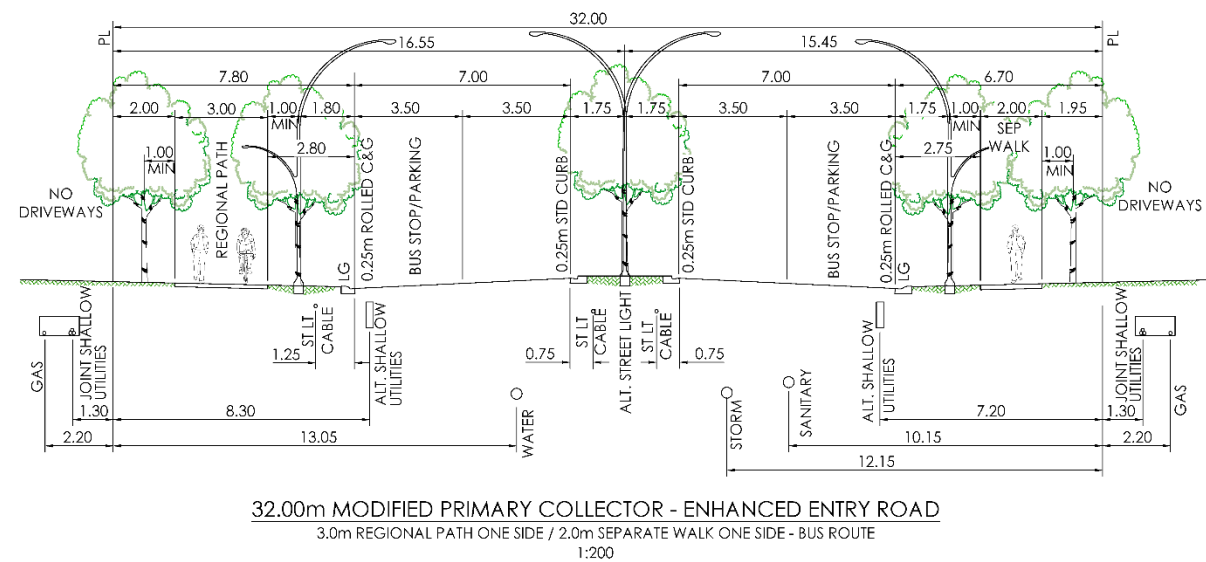 32.00
PL
PL
16.55
15.45
7.80
7.00
7.00
6.70
2.00
3.00
1.00
MIN
1.80
3.50
3.50
1.75
1.75
3.50
3.50
1.75
1.00
MIN
2.00
1.95
SEP
WALK
1.00
MIN
2.80
2.75
1.00
MIN
NO
DRIVEWAYS
REGIONAL PATH
LG
0.25m ROLLED C&G
BUS STOP/PARKING
0.25m STD CURB
0.25m STD CURB
BUS STOP/PARKING
0.25m ROLLED C&G
LG
NO
DRIVEWAYS
GAS
JOINT SHALLOW
UTILITIES
ST LT
CABLE
1.25
ALT. SHALLOW
UTILITIES
0.75
ST LT
CABLE
ALT. STREET LIGHT
ST LT
CABLE
0.75
ALT. SHALLOW
UTILITIES
JOINT SHALLOW
UTILITIES
GAS
1.30
8.30
WATER
STORM
SANITARY
7.20
1.30
2.20
13.05
10.15
2.20
12.15
32.00m MODIFIED PRIMARY COLLECTOR - ENHANCED ENTRY ROAD
3.0m REGIONAL PATH ONE SIDE / 2.0m SEPARATE WALK ONE SIDE - BUS ROUTE
1:200